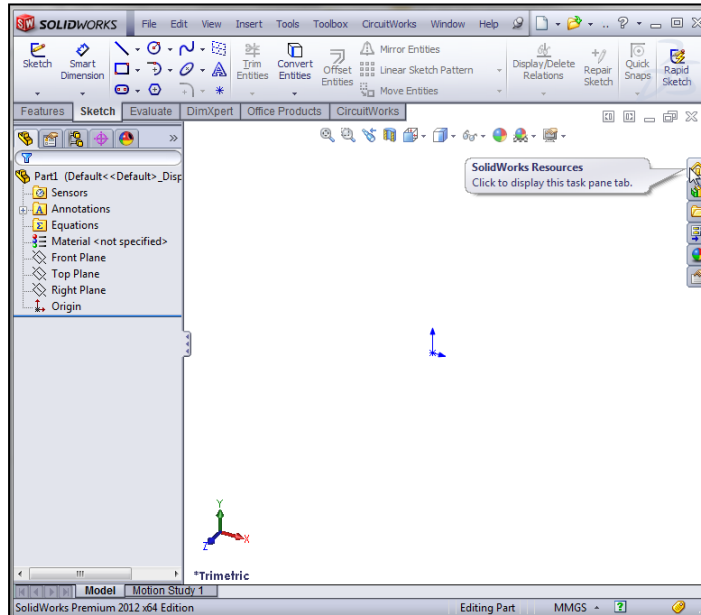 SW SOLIDWORKS File Edit View Insert Tools Toolbox CircuitWorks Window Help
Sketch Smart Dimension Trim Entities Convert Entities Offset Entities Mirror Entities Linear Sketch Pattern Move Entities Display/Delete Relations Repair Sketch Quick Snaps Rapid Sketch
Features Sketch Evaluate DimXpert Office Products CircuitWorks
SolidWorks Resources
Click to display this task pane tab.
Part1 (Default<<Default>_Disp
Sensors
A Annotations
Σ Equations
Material <not specified>
Front Plane
Top Plane
Right Plane
Origin
Y
X
Z
*Trimetric
Model Motion Study 1
SolidWorks Premium 2012 x64 Edition Editing Part MMGS